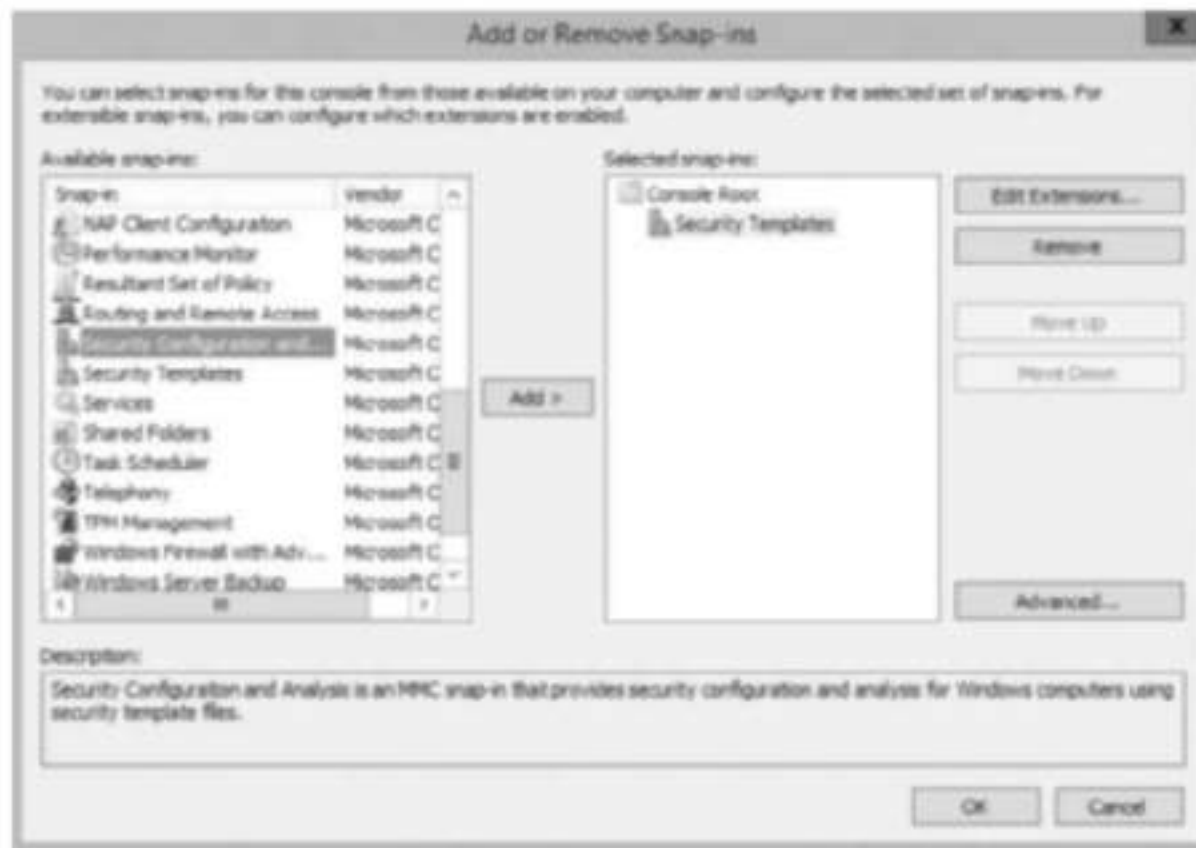 Add or Remove Snap-ins
You can select snap-ins for this console from those available on your computer and configure the selected set of snap-ins. For
extensible snap-ins, you can configure which extensions are enabled.
Available snap-ins:
Snap-in Vendor
NAP Client Configuration Microsoft C
Performance Monitor Microsoft C
Resultant Set of Policy Microsoft C
Routing and Remote Access Microsoft C
Security Configuration and... Microsoft C
Security Templates Microsoft C
Services Microsoft C
Shared Folders Microsoft C
Task Scheduler Microsoft C
Telephony Microsoft C
TPM Management Microsoft C
Windows Firewall with Adv... Microsoft C
Windows Server Backup Microsoft C
Add >
Selected snap-ins:
Console Root
Security Templates
Edit Extensions...
Remove
Move Up
Move Down
Advanced...
Description:
Security Configuration and Analysis is an MMC snap-in that provides security configuration and analysis for Windows computers using
security template files.
OK
Cancel